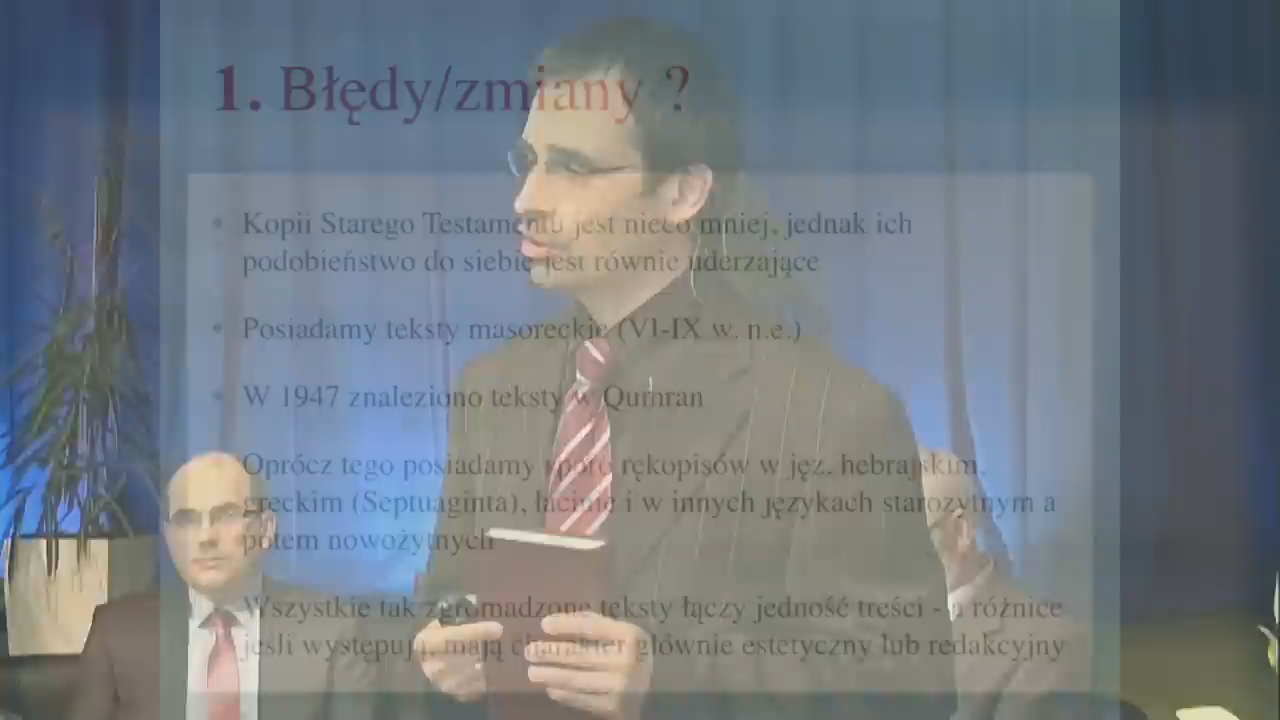 1. Błędy/zmiany ?
• Kopii Starego Testamentu jest nieco mniej, jednak ich
podobieństwo do siebie jest równie uderzające
• Posiadamy teksty masoreckie (VI-IX w. n.e.)
• W 1947 znaleziono teksty w Qumran
Oprócz tego posiadamy sporo rękopisów w jęz. hebrajskim,
greckim (Septuaginta), łacinie i w innych językach starożytnym a
potem nowożytnych
Wszystkie tak zgromadzone teksty łączy jedność treści - a różnice
jeśli występują, mają charakter głównie estetyczny lub redakcyjny